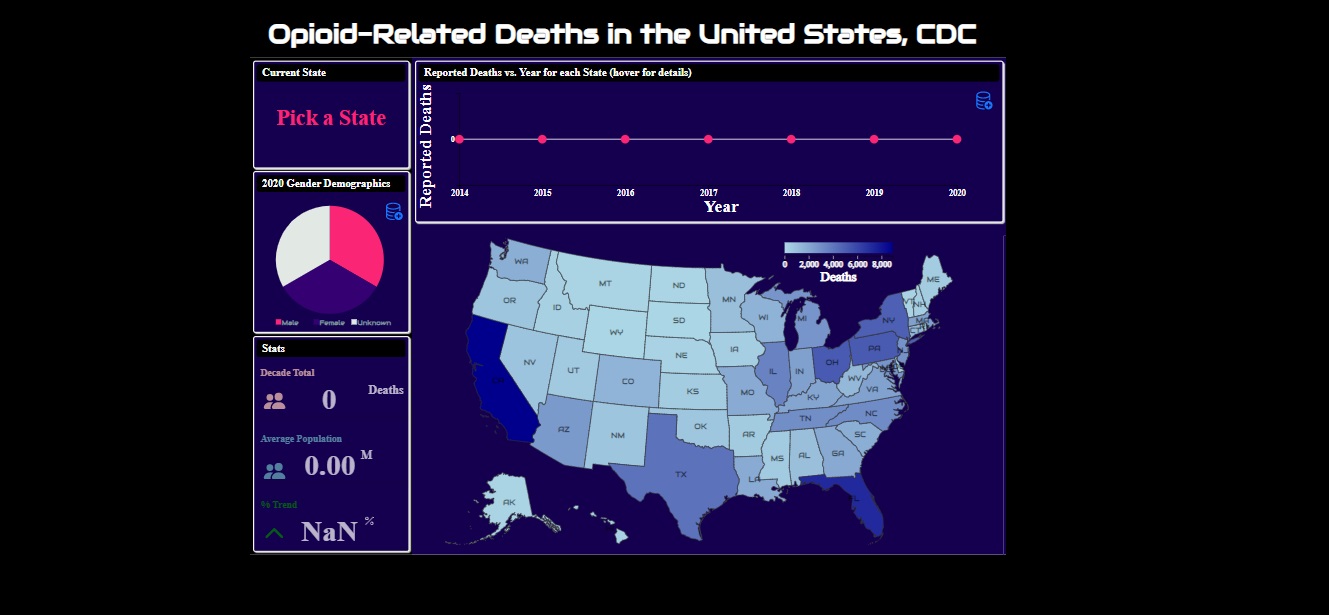 Opioid-Related Deaths in the United States, CDC
Current State
Pick a State
Reported Deaths vs. Year for each State (hover for details)
Reported Deaths
0
2014 2015 2016 2017 2018 2019 2020
Year
2020 Gender Demographics
Male Female Unknown
Stats
Decade Total
0 Deaths
Average Population
0.00 M
% Trend
NaN %
0 2,000 4,000 6,000 8,000
Deaths
WA
MT
ND
ME
OR
ID
MN
VT
NH
WI
MI
NY
SD
WY
IA
PA
NE
NV
UT
IL
IN
OH
CO
WV
VA
KS
MO
KY
NC
TN
AZ
NM
OK
AR
SC
MS
AL
GA
TX
LA
AK